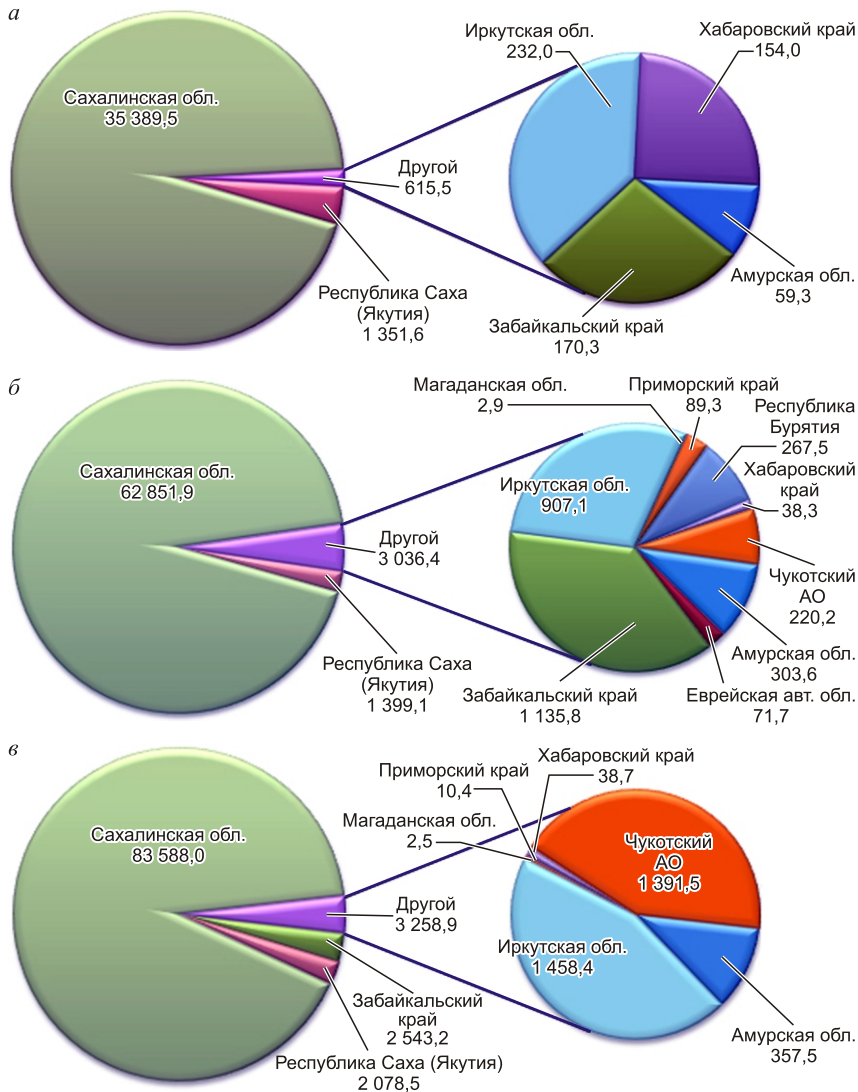 а
Сахалинская обл.
35 389,5
Другой
615,5
Республика Саха
(Якутия)
1 351,6
Иркутская обл.
232,0
Хабаровский край
154,0
Амурская обл.
59,3
Забайкальский край
170,3
б
Сахалинская обл.
62 851,9
Другой
3 036,4
Республика Саха
(Якутия)
1 399,1
Магаданская обл.
2,9
Приморский край
89,3
Республика
Бурятия
267,5
Хабаровский
край
38,3
Иркутская обл.
907,1
Чукотский
АО
220,2
Амурская обл.
303,6
Еврейская авт. обл.
71,7
Забайкальский край
1 135,8
в
Сахалинская обл.
83 588,0
Другой
3 258,9
Забайкальский
край
2 543,2
Республика Саха (Якутия)
2 078,5
Хабаровский край
38,7
Приморский край
10,4
Магаданская обл.
2,5
Чукотский
АО
1 391,5
Иркутская обл.
1 458,4
Амурская обл.
357,5